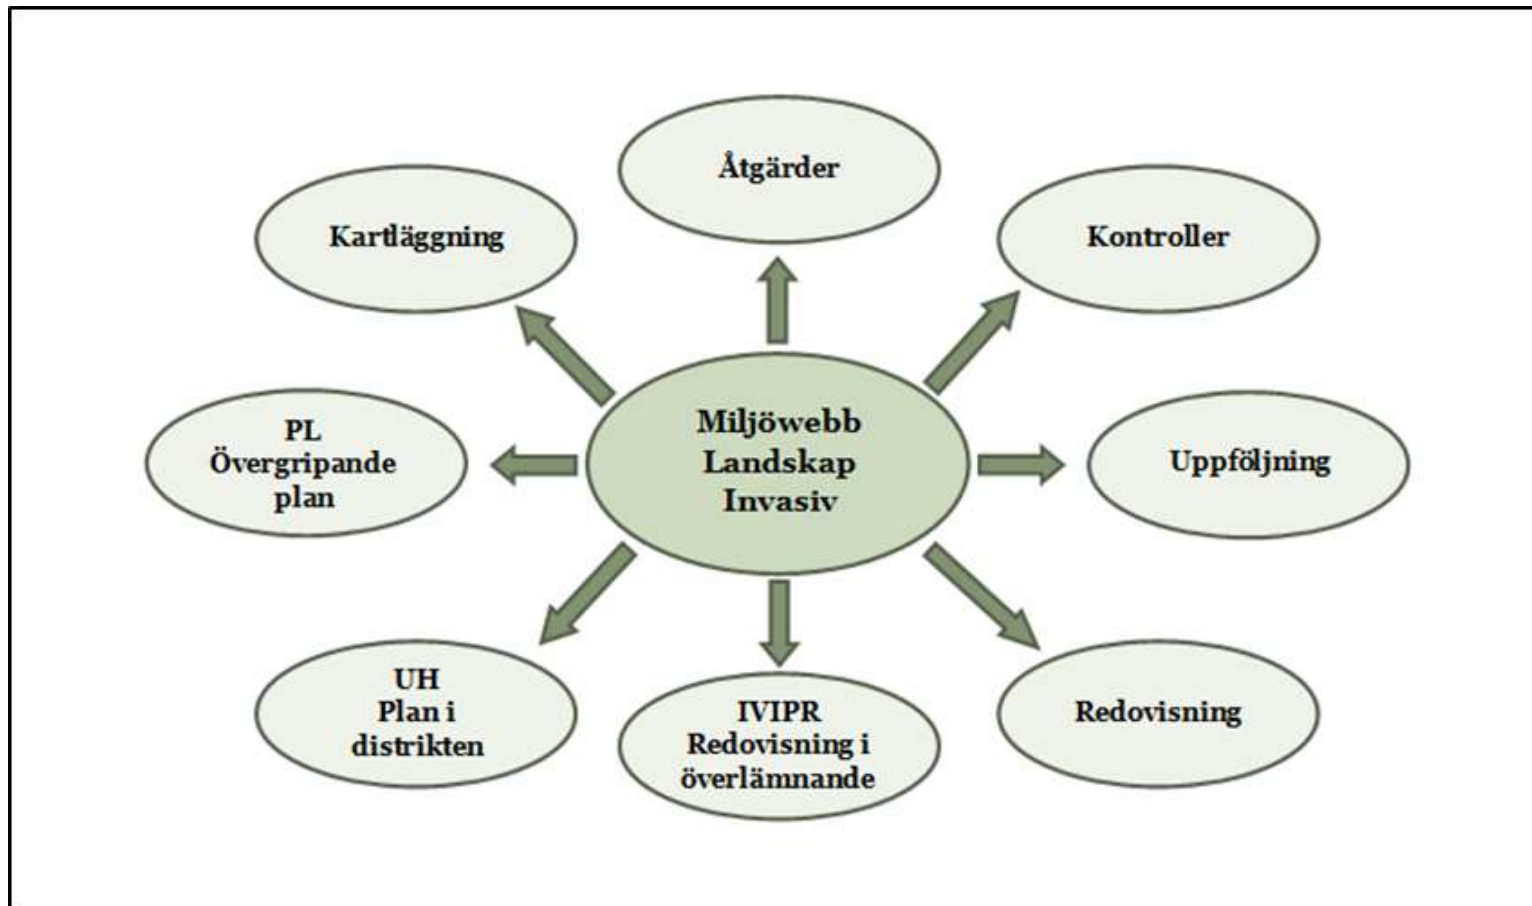 Åtgärder
Kartläggning
Kontroller
Miljöwebb
Landskap
Invasiv
PL
Övergripande
plan
Uppföljning
UH
Plan i
distrikten
IVIPR
Redovisning i
överlämnande
Redovisning